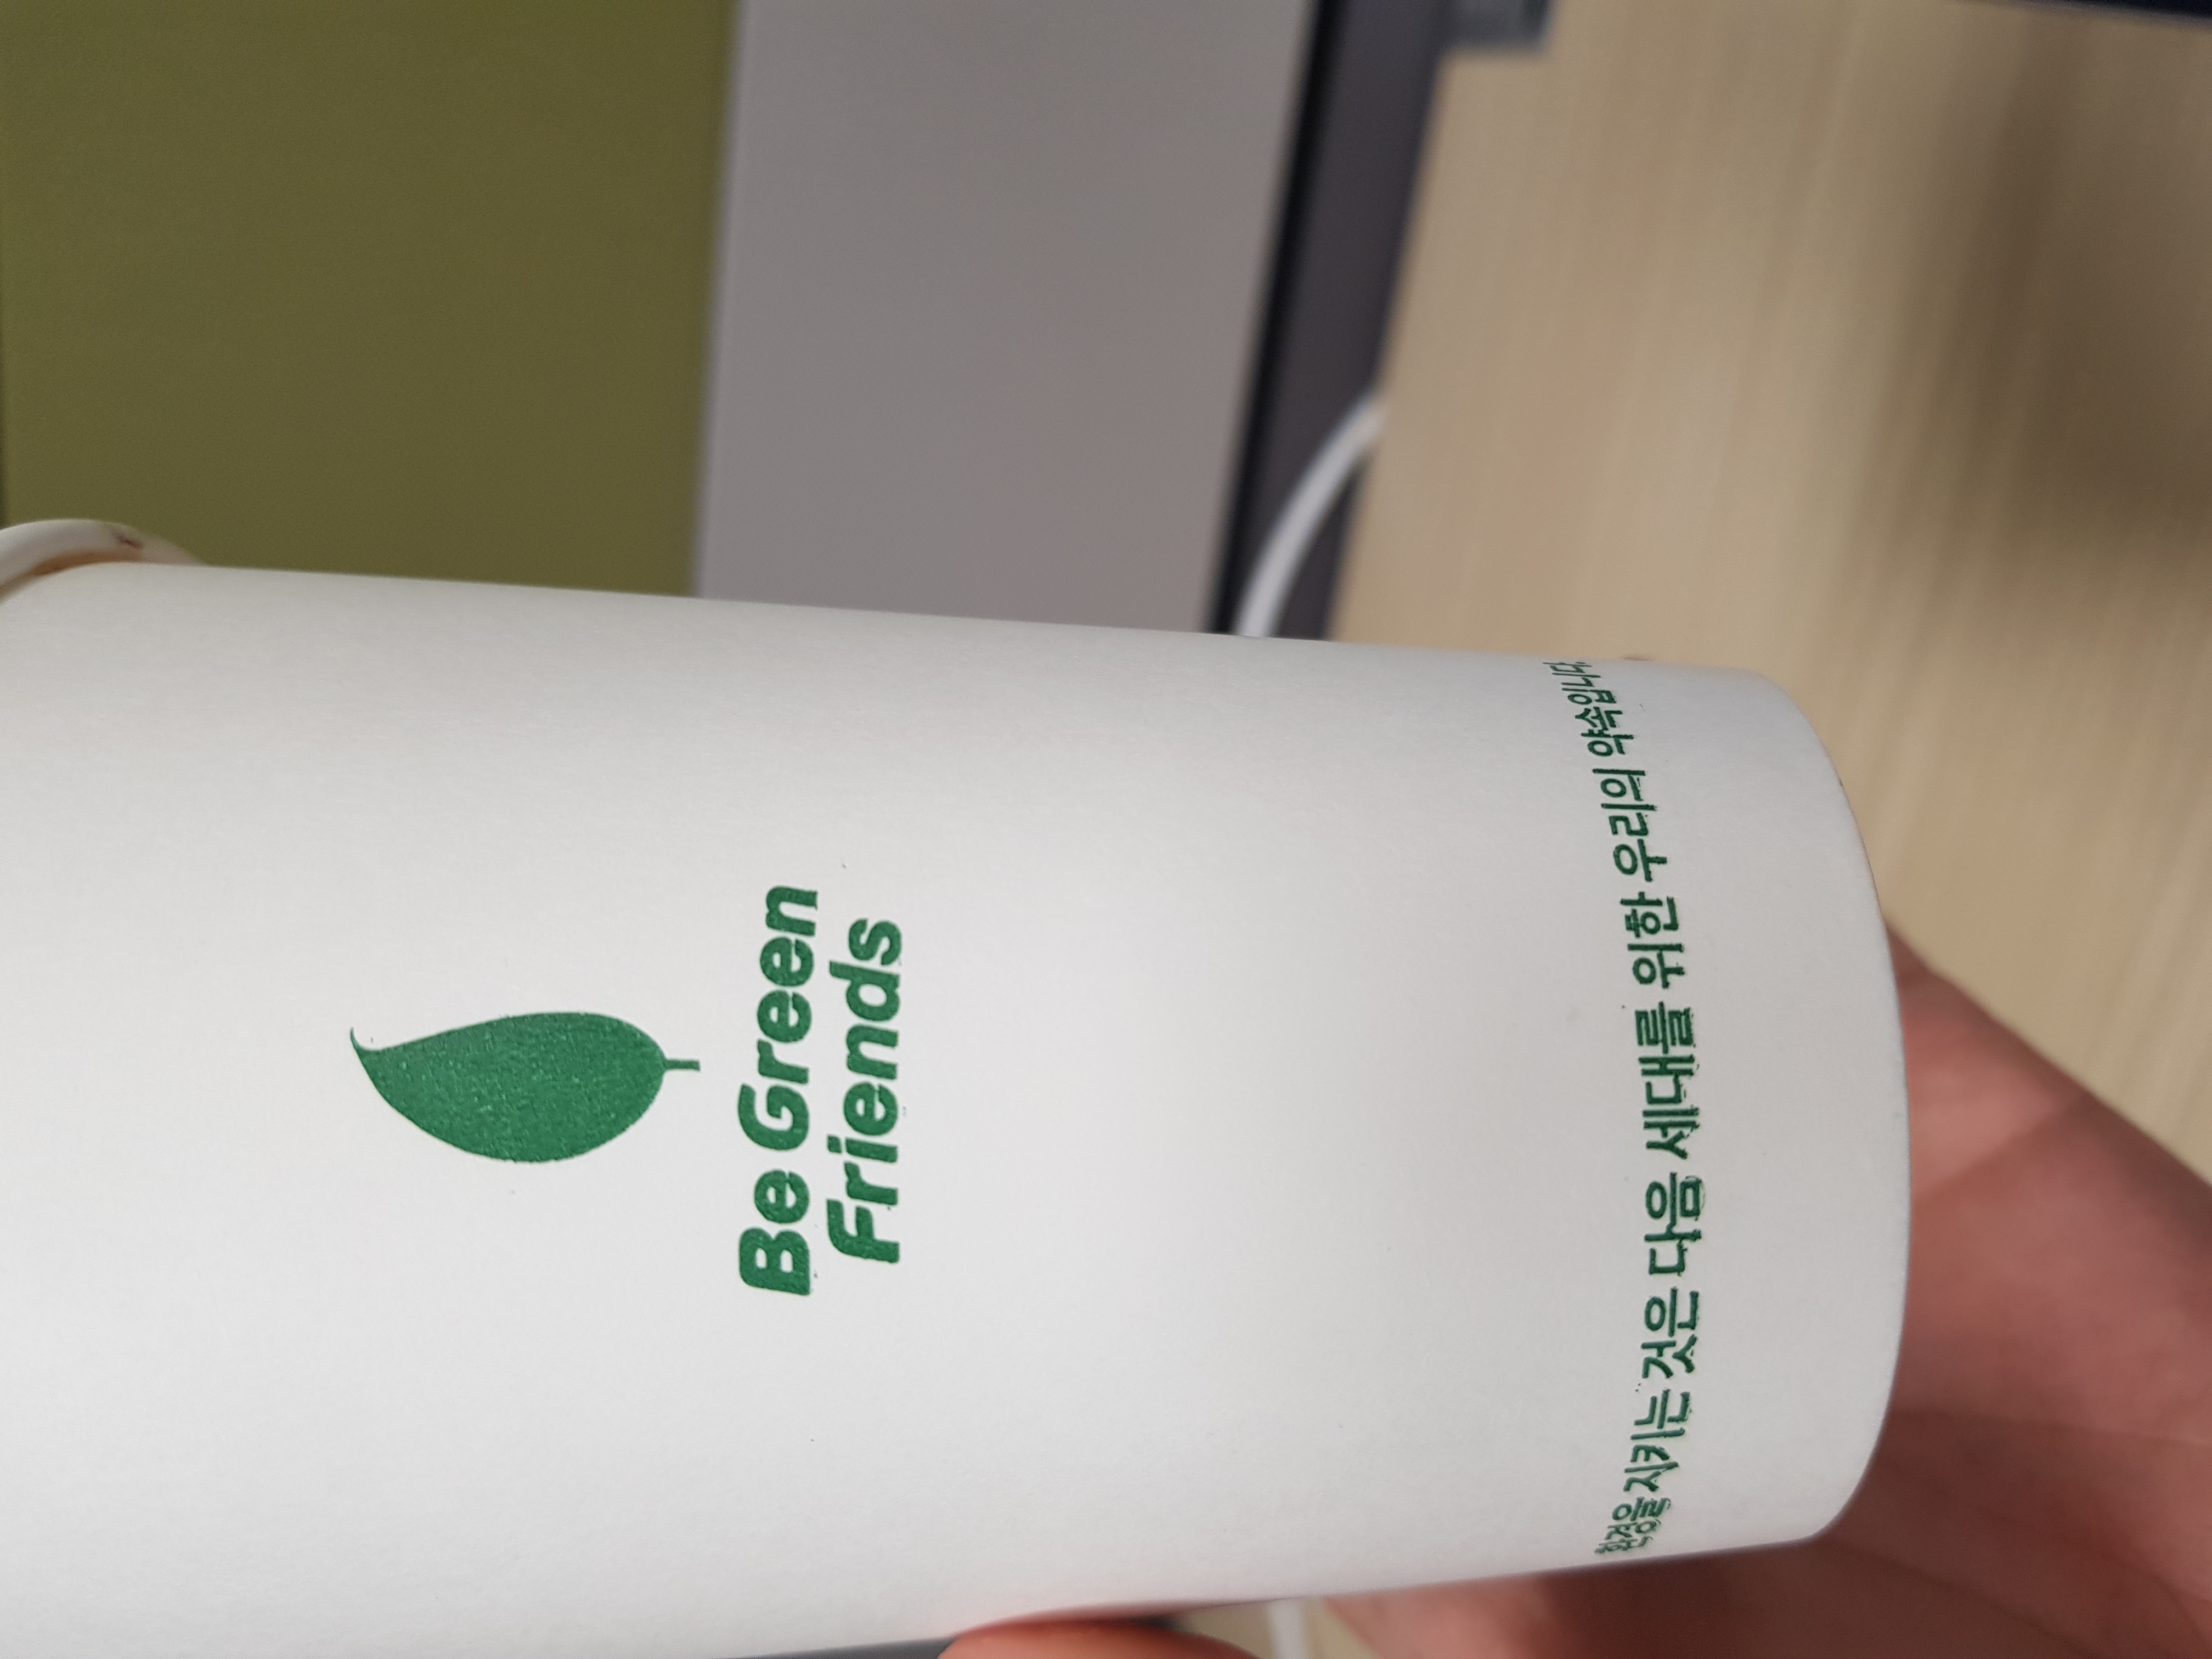 Be Green
Friends
환경을 지키는 것은 다음 세대를 위한 우리의 약속입니다.